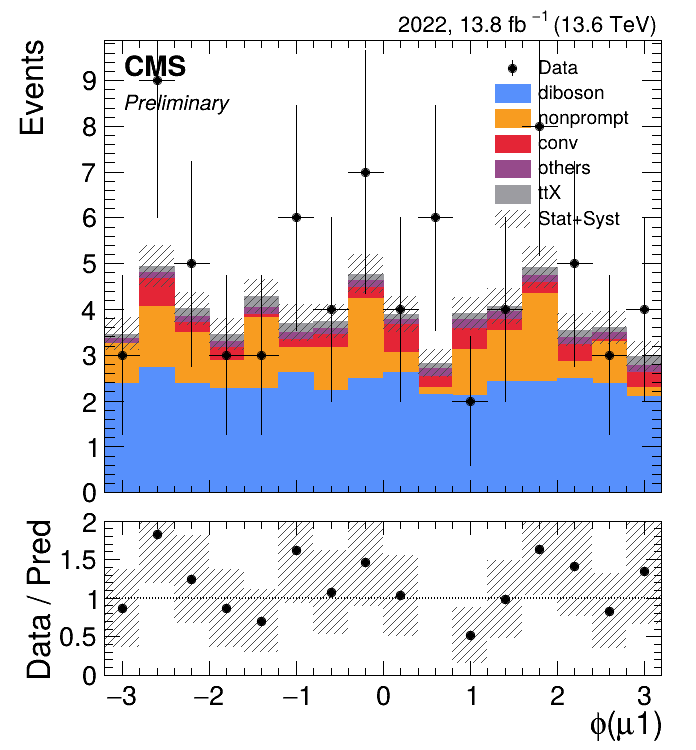 2022, 13.8 fb⁻¹ (13.6 TeV)
Events
CMS
Preliminary
Data
diboson
nonprompt
conv
others
ttX
Stat+Syst
9
8
7
6
5
4
3
2
1
0
Data / Pred
2
1.5
1
0.5
0
−3 −2 −1 0 1 2 3
ϕ(μ1)